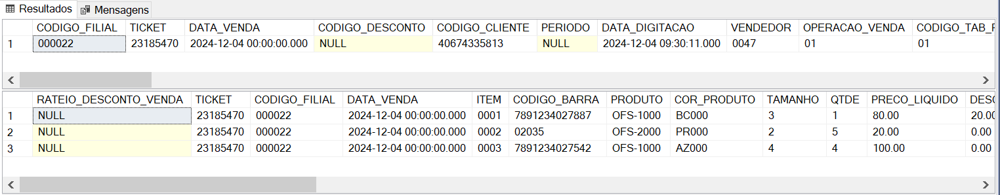 Resultados Mensagens
CODIGO_FILIAL TICKET DATA_VENDA CODIGO_DESCONTO CODIGO_CLIENTE PERIODO DATA_DIGITACAO VENDEDOR OPERACAO_VENDA CODIGO_TAB_
1 000022 23185470 2024-12-04 00:00:00.000 NULL 40674335813 NULL 2024-12-04 09:30:11.000 0047 01 01
RATEIO_DESCONTO_VENDA TICKET CODIGO_FILIAL DATA_VENDA ITEM CODIGO_BARRA PRODUTO COR_PRODUTO TAMANHO QTDE PRECO_LIQUIDO DESC
1 NULL 23185470 000022 2024-12-04 00:00:00.000 0001 7891234027887 OFS-1000 BC000 3 1 80.00 20.00
2 NULL 23185470 000022 2024-12-04 00:00:00.000 0002 02035 OFS-2000 PR000 2 5 20.00 0.00
3 NULL 23185470 000022 2024-12-04 00:00:00.000 0003 7891234027542 OFS-1000 AZ000 4 4 100.00 0.00